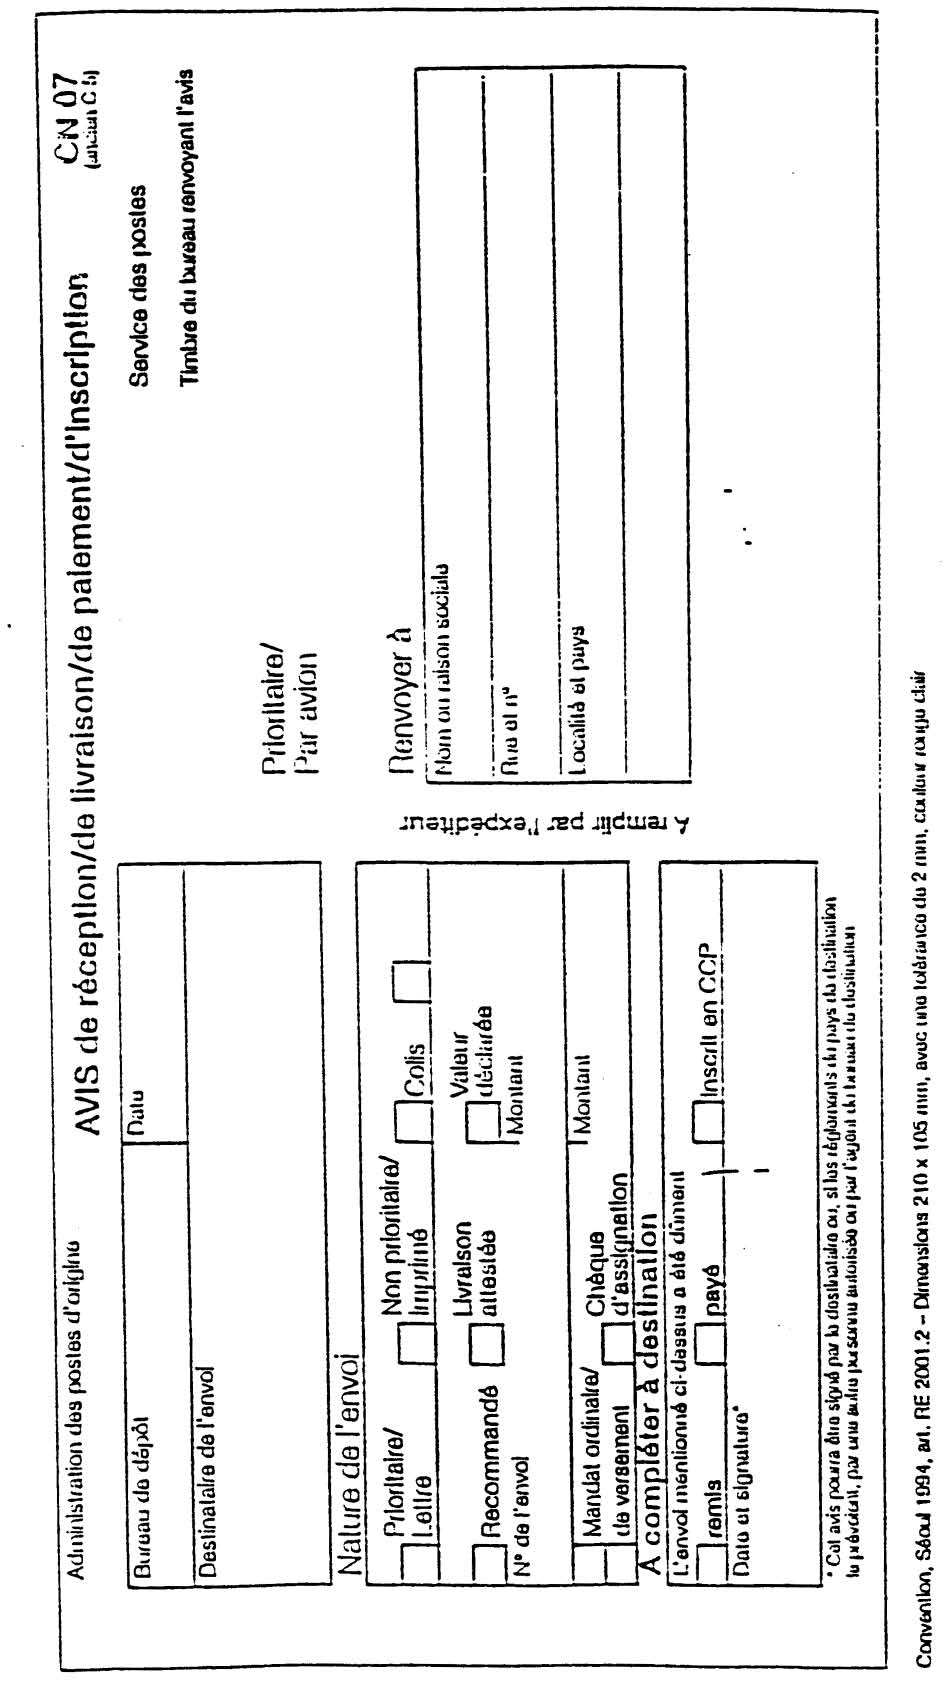 Administration des postes d'origine
AVIS de réception/de livraison/de paiement/d'inscription
CN 07
(ancien C 5)
Service des postes
Timbre du bureau renvoyant l'avis
Bureau de dépôt
Date
Destinataire de l'envoi
Prioritaire/
Par avion
Nature de l'envoi
Prioritaire/
Lettre
Non prioritaire/
Imprimé
Colis
Recommandé
Livraison
attestée
Valeur
déclarée
N° de l'envoi
Montant
Mandat ordinaire/
de versement
Chèque
d'assignation
Montant
A compléter à destination
L'envoi mentionné ci-dessus a été dûment
remis
payé
Inscrit en CCP
Date et signature*
A remplir par l'expéditeur
Renvoyer à
Nom ou raison sociale
Rue et n°
Localité et pays
* Cet avis pourra être signé par le destinataire ou, si les règlements du pays de destination
le prévoient, par une autre personne autorisée ou par l'agent du bureau de destination
Convention, Séoul 1994, art. RE 2001.2 – Dimensions 210 x 105 mm, avec une tolérance de 2 mm, couleur rouge clair